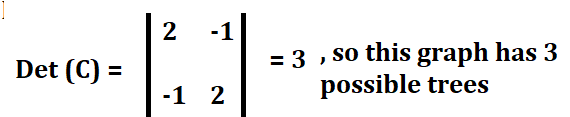 2 -1
Det (C) = = 3 , so this graph has 3
possible trees
-1 2